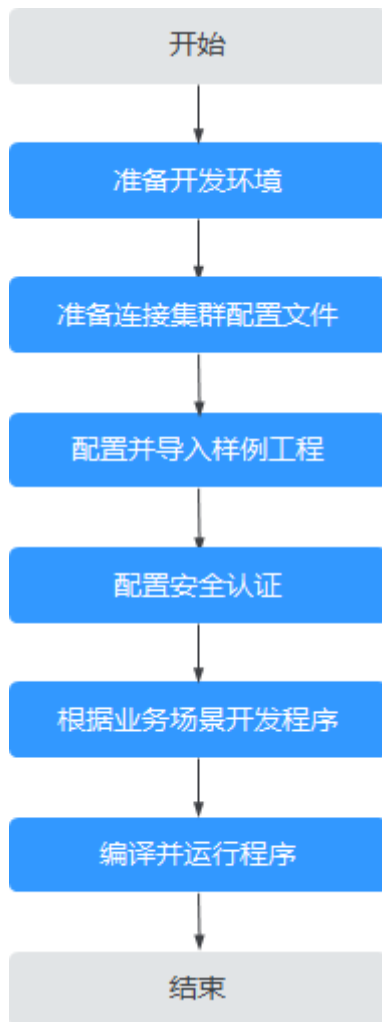 开始
准备开发环境
准备连接集群配置文件
配置并导入样例工程
配置安全认证
根据业务场景开发程序
编译并运行程序
结束